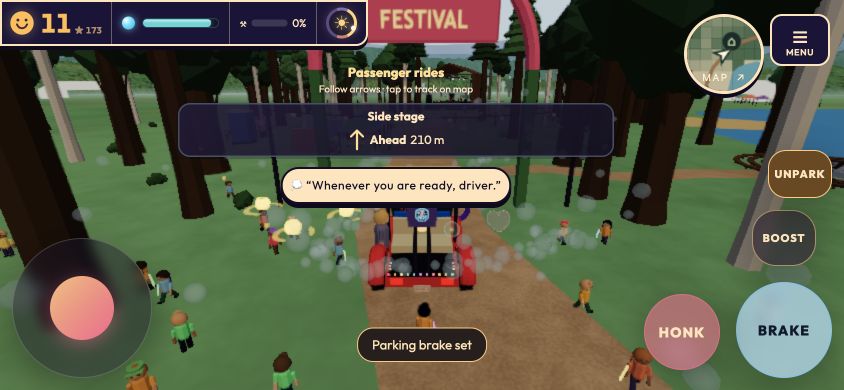 11 ★ 173
0%
FESTIVAL
MAP ↗
MENU
Passenger rides
Follow arrows · tap to track on map
Side stage
↑ Ahead 210 m
“Whenever you are ready, driver.”
UNPARK
BOOST
HONK
BRAKE
Parking brake set